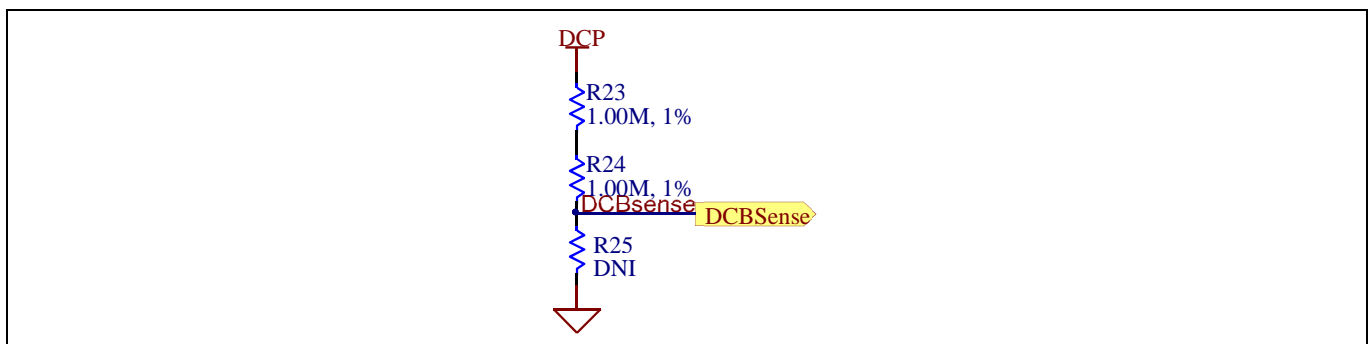 DCP
R23
1.00M, 1%
R24
1.00M, 1%
DCBsense
DCBSense
R25
DNI